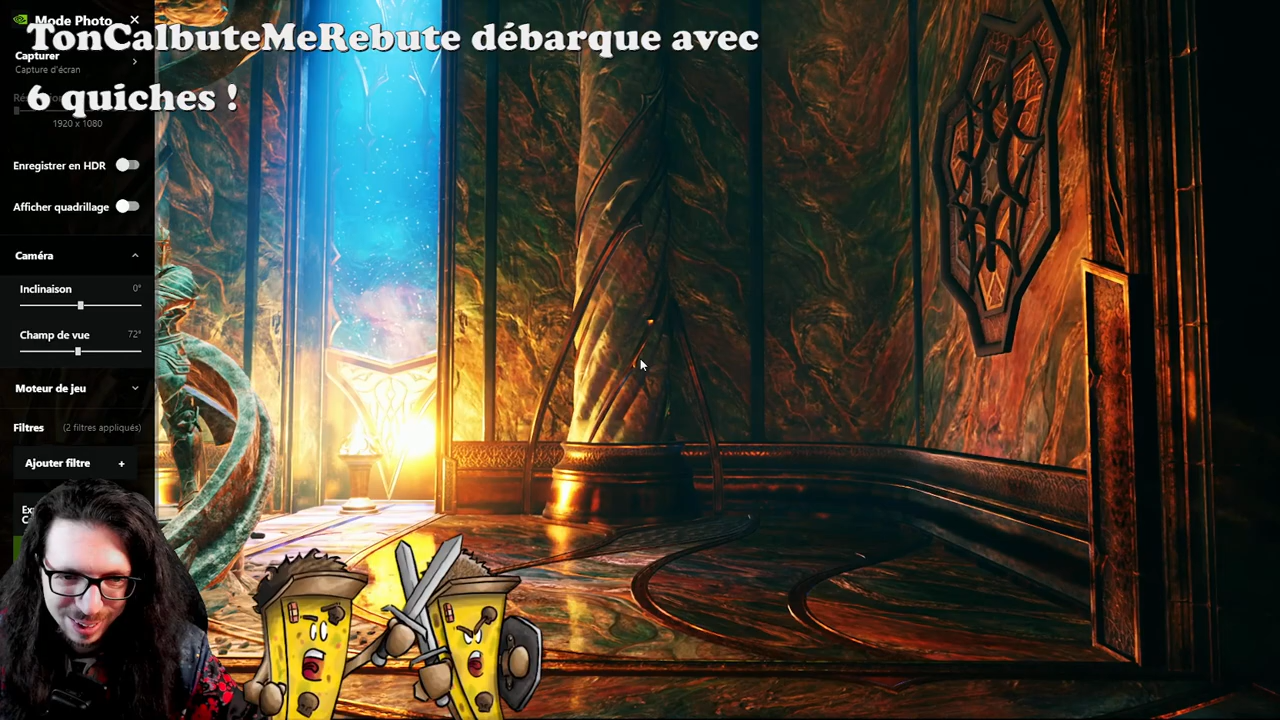 Mode Photo
TonCalbuteMeRebute débarque avec
6 quiches !
Capturer
Capture d'écran
1920 x 1080
Enregistrer en HDR
Afficher quadrillage
Caméra
Inclinaison 0°
Champ de vue 72°
Moteur de jeu
Filtres (2 filtres appliqués)
Ajouter filtre +